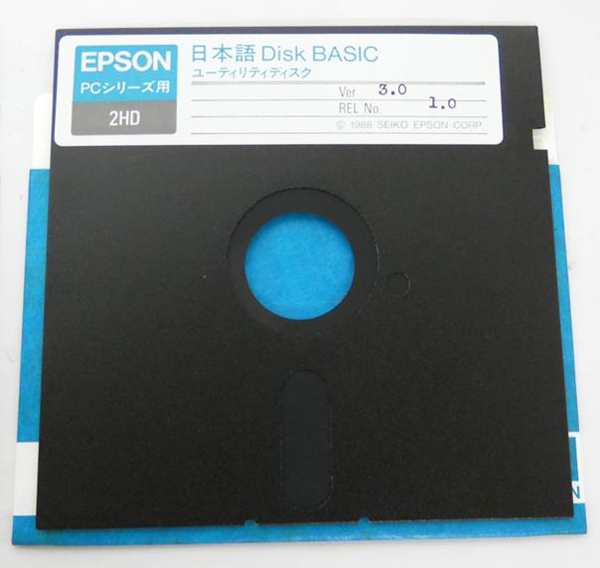 EPSON
PCシリーズ用
2HD
日本語 Disk BASIC
ユーティリティディスク
Ver 3.0
REL No. 1.0
© 1988 SEIKO EPSON CORP.
N